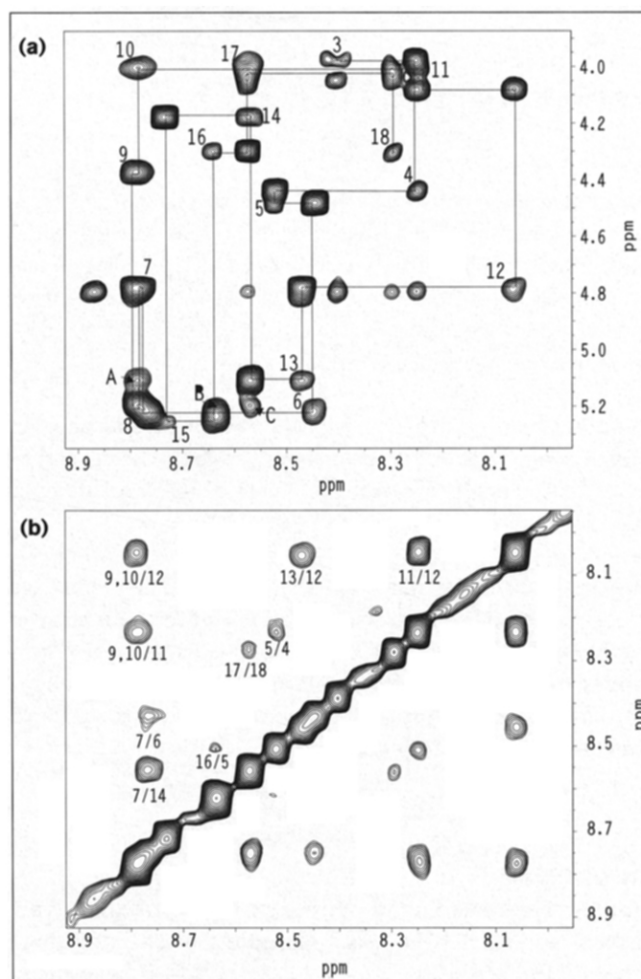 (a)
10 17 3
11 4.0
14
16 18 4.2
9 4
5 4.4
4.6
7 12
4.8
A 13 5.0
B 6
8 15 C 5.2
8.9 8.7 8.5 8.3 8.1
ppm
ppm
(b)
9,10/12 13/12 11/12 8.1
9,10/11 17/18 5/4 8.3
7/6 16/5 8.5
7/14
8.7
8.9
8.9 8.7 8.5 8.3 8.1
ppm
ppm